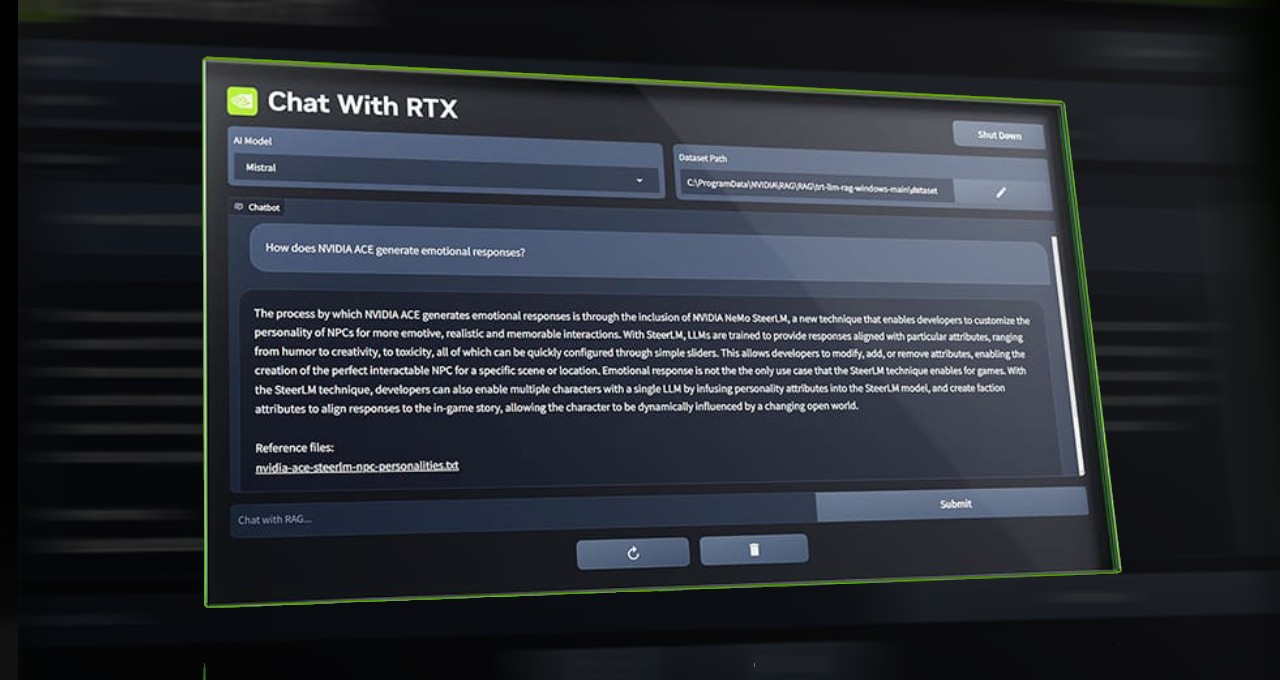 Chat With RTX
Shut Down
AI Model
Mistral
Dataset Path
C:\ProgramData\NVIDIA\RAG\RAG\trt-llm-rag-windows-main\dataset
Chatbot
How does NVIDIA ACE generate emotional responses?
The process by which NVIDIA ACE generates emotional responses is through the inclusion of NVIDIA NeMo SteerLM, a new technique that enables developers to customize the
personality of NPCs for more emotive, realistic and memorable interactions. With SteerLM, LLMs are trained to provide responses aligned with particular attributes, ranging
from humor to creativity, to toxicity, all of which can be quickly configured through simple sliders. This allows developers to modify, add, or remove attributes, enabling the
creation of the perfect interactable NPC for a specific scene or location. Emotional response is not the the only use case that the SteerLM technique enables for games. With
the SteerLM technique, developers can also enable multiple characters with a single LLM by infusing personality attributes into the SteerLM model, and create faction
attributes to align responses to the in-game story, allowing the character to be dynamically influenced by a changing open world.
Reference files:
nvidia-ace-steerlm-npc-personalities.txt
Chat with RAG...
Submit